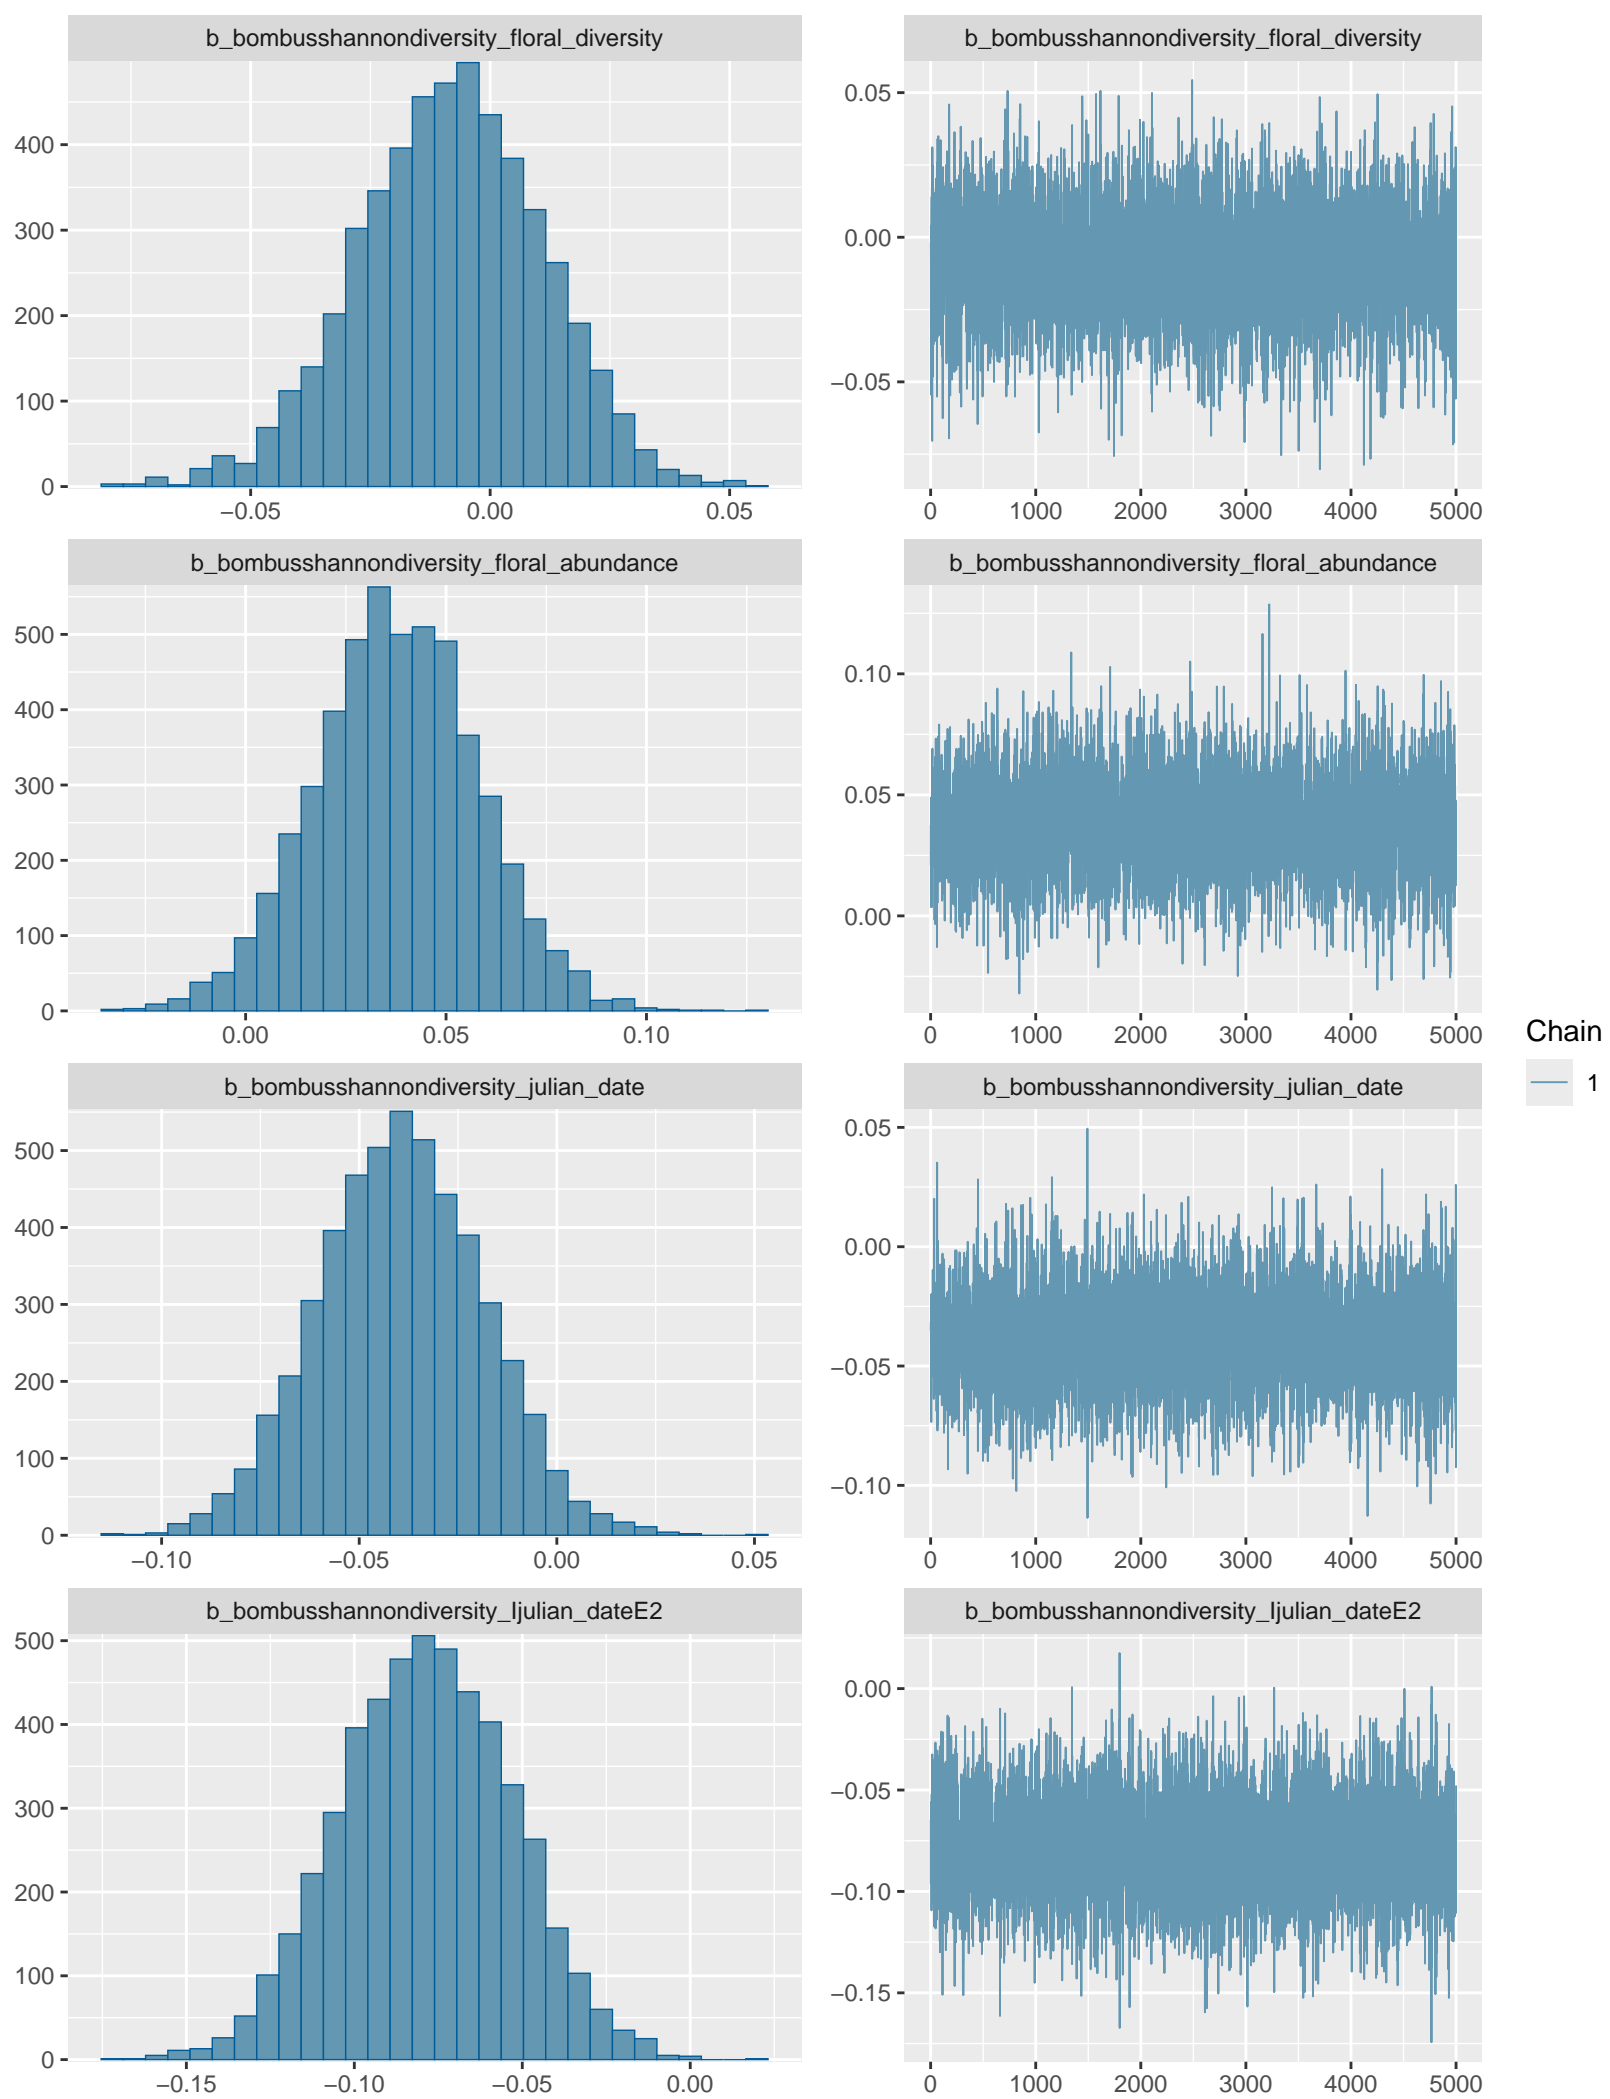 b_bombusshannondiversity_floral_diversity
b_bombusshannondiversity_floral_diversity
400
300
200
100
0
−0.05 0.00 0.05
0.05
0.00
−0.05
0 1000 2000 3000 4000 5000
b_bombusshannondiversity_floral_abundance
b_bombusshannondiversity_floral_abundance
500
400
300
200
100
0
0.00 0.05 0.10
0.10
0.05
0.00
0 1000 2000 3000 4000 5000
Chain
1
b_bombusshannondiversity_julian_date
b_bombusshannondiversity_julian_date
500
400
300
200
100
0
−0.10 −0.05 0.00 0.05
0.05
0.00
−0.05
−0.10
0 1000 2000 3000 4000 5000
b_bombusshannondiversity_Ijulian_dateE2
b_bombusshannondiversity_Ijulian_dateE2
500
400
300
200
100
0
−0.15 −0.10 −0.05 0.00
0.00
−0.05
−0.10
−0.15
0 1000 2000 3000 4000 5000